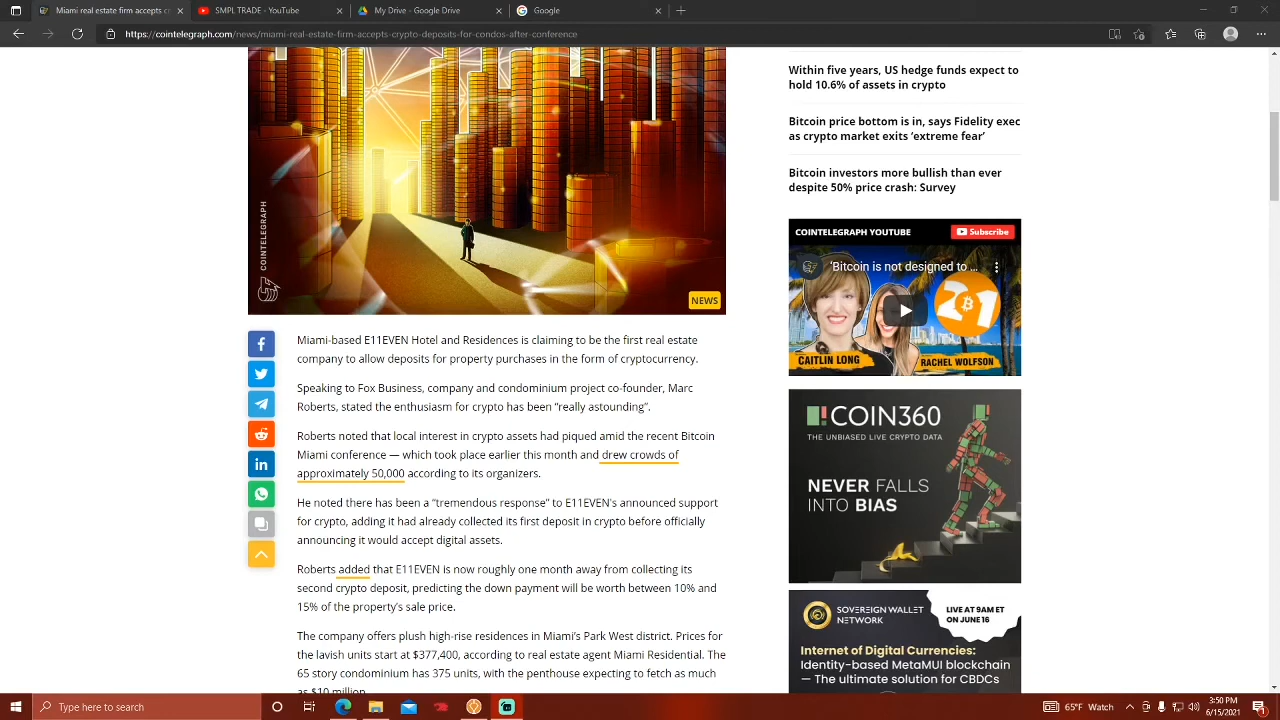 Miami real estate firm accepts cr
SMPLTRADE - YouTube
My Drive - Google Drive
Google
https://cointelegraph.com/news/miami-real-estate-firm-accepts-crypto-deposits-for-condos-after-conference
COINTELEGRAPH
NEWS
Miami-based E11EVEN Hotel and Residences is claiming to be the first real estate
company to allow deposits for property purchases in the form of cryptocurrency.
Speaking to Fox Business, company and condominium project co-founder, Marc
Roberts, stated the enthusiasm for crypto has been “really astounding”.
Roberts noted that local interest in crypto assets had piqued amid the recent Bitcoin
Miami conference — which took place earlier this month and drew crowds of
approximately 50,000 according to its organizers.
He noted there has been a “tremendous response” to E11EVEN's announced support
for crypto, adding it had already collected its first deposit in crypto before officially
announcing it would accept digital assets.
Roberts added that E11EVEN is now roughly one month away from collecting its
second crypto deposit, predicting the down payment will be worth between 10% and
15% of the property's sale price.
The company offers plush high-rise residences in Miami's Park West district. Prices for
the lavish units start at $377,400, according to real estate agent Miami Residential. The
65 story condominium has 375 units, with the penthouse expecting to fetch as much
as $10 million.
Within five years, US hedge funds expect to
hold 10.6% of assets in crypto
Bitcoin price bottom is in, says Fidelity exec
as crypto market exits ‘extreme fear’
Bitcoin investors more bullish than ever
despite 50% price crash: Survey
COINTELEGRAPH YOUTUBE
Subscribe
'Bitcoin is not designed to ...
21
CAITLIN LONG
RACHEL WOLFSON
COIN360
THE UNBIASED LIVE CRYPTO DATA
NEVER FALLS
INTO BIAS
SOVEREIGN WALLET
NETWORK
LIVE AT 9AM ET
ON JUNE 16
Internet of Digital Currencies:
Identity-based MetaMUI blockchain
— The ultimate solution for CBDCs
Type here to search
65°F Watch
3:50 PM
6/15/2021